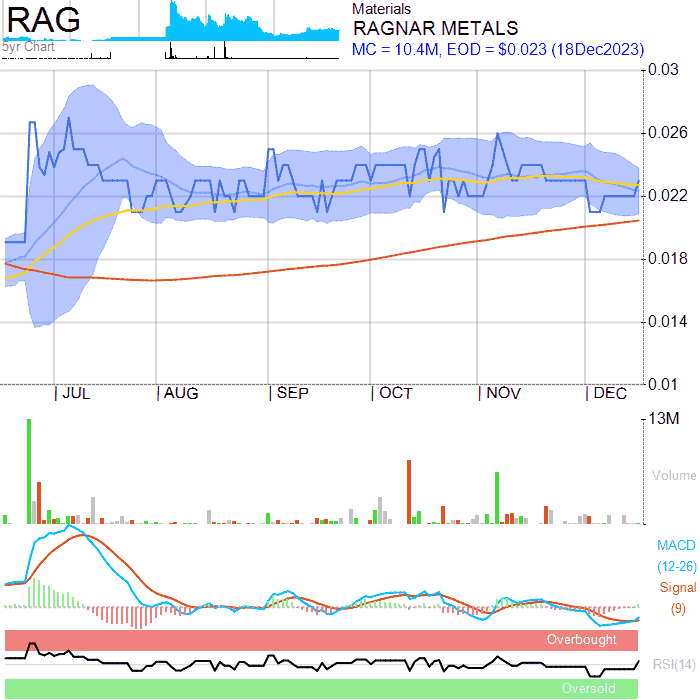 RAG
5yr Chart
Materials
RAGNAR METALS
MC = 10.4M, EOD = $0.023 (18Dec2023)
0.03
0.026
0.022
0.018
0.014
0.01
JUL AUG SEP OCT NOV DEC
13M
Volume
MACD
(12-26)
Signal
(9)
Overbought
RSI(14)
Oversold